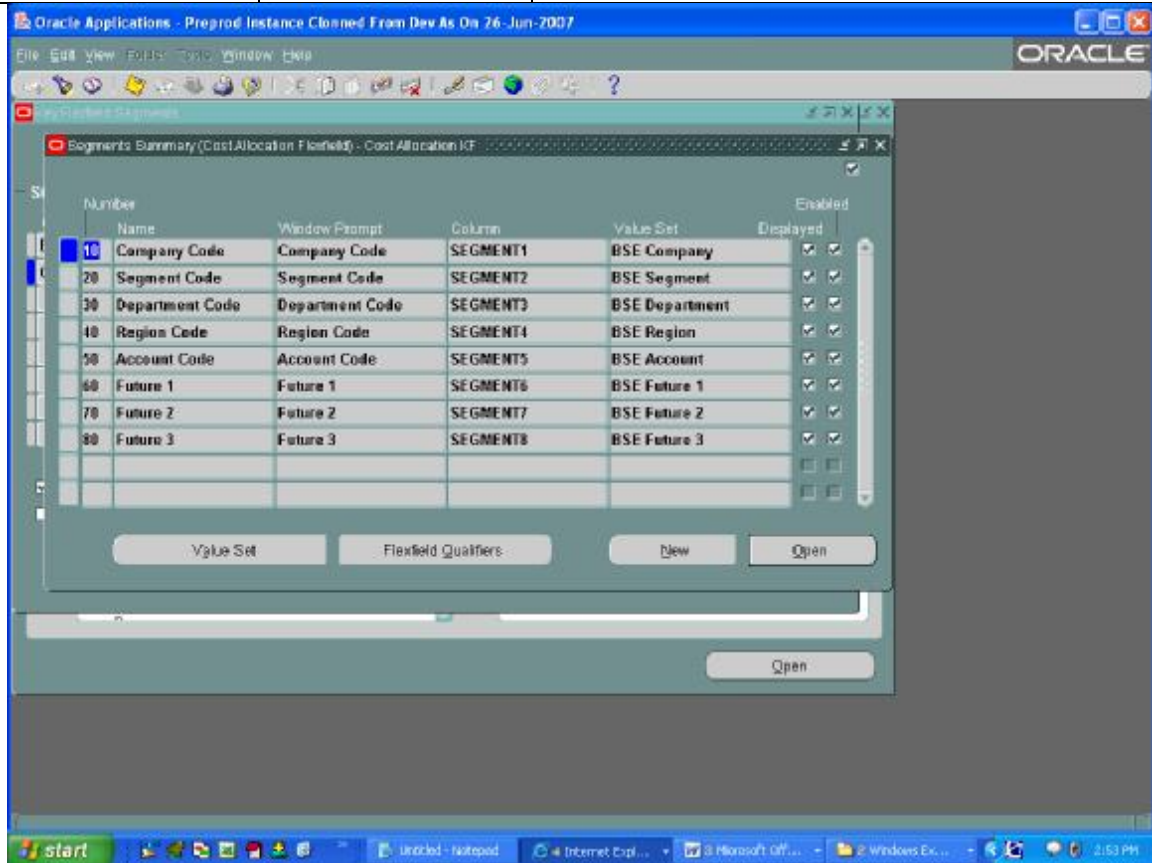 Oracle Applications - Preprod Instance Clonned From Dev As On 26-Jun-2007
File Edit View Folder Tools Window Help
ORACLE
Key Flexfield Segments
Segments Summary (Cost Allocation Flexfield) - Cost Allocation KF
Number Enabled
Name Window Prompt Column Value Set Displayed
10 Company Code Company Code SEGMENT1 BSE Company
20 Segment Code Segment Code SEGMENT2 BSE Segment
30 Department Code Department Code SEGMENT3 BSE Department
40 Region Code Region Code SEGMENT4 BSE Region
50 Account Code Account Code SEGMENT5 BSE Account
60 Future 1 Future 1 SEGMENT6 BSE Future 1
70 Future 2 Future 2 SEGMENT7 BSE Future 2
80 Future 3 Future 3 SEGMENT8 BSE Future 3
Value Set Flexfield Qualifiers New Open
Open
start Untitled - Notepad 4 Internet Expl... 3 Microsoft Off... 2 Windows Ex... 2:53 PM